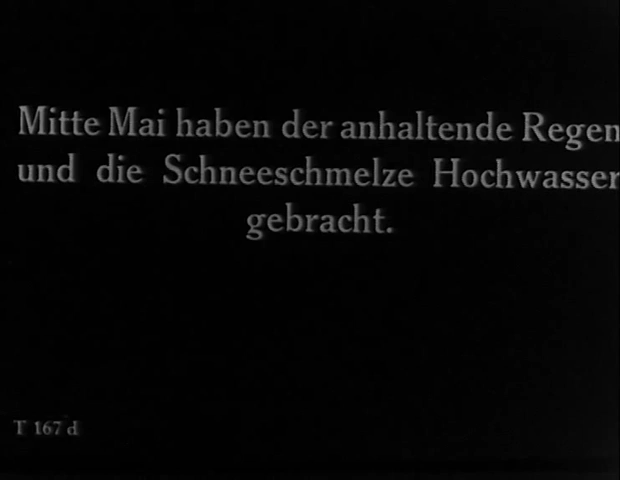 Mitte Mai haben der anhaltende Regen
und die Schneeschmelze Hochwasser
gebracht.
T 167 d